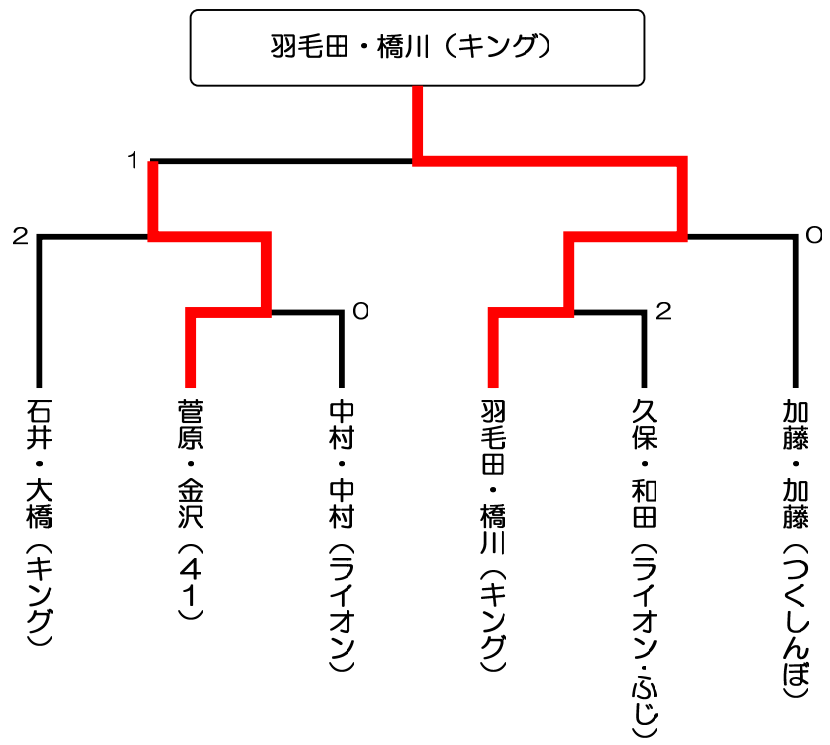 羽毛田・橋川（キング）
1
2
0
0
2
石井・大橋（キング）
菅原・金沢（41）
中村・中村（ライオン）
羽毛田・橋川（キング）
久保・和田（ライオン・ふじ）
加藤・加藤（つくしんぼ）